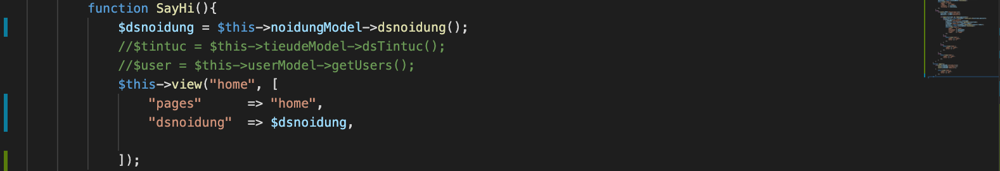 function SayHi(){
$dsnoidung = $this->noidungModel->dsnoidung();
//$tintuc = $this->tieudeModel->dsTintuc();
//$user = $this->userModel->getUsers();
$this->view("home", [
"pages"      => "home",
"dsnoidung"  => $dsnoidung,
]);